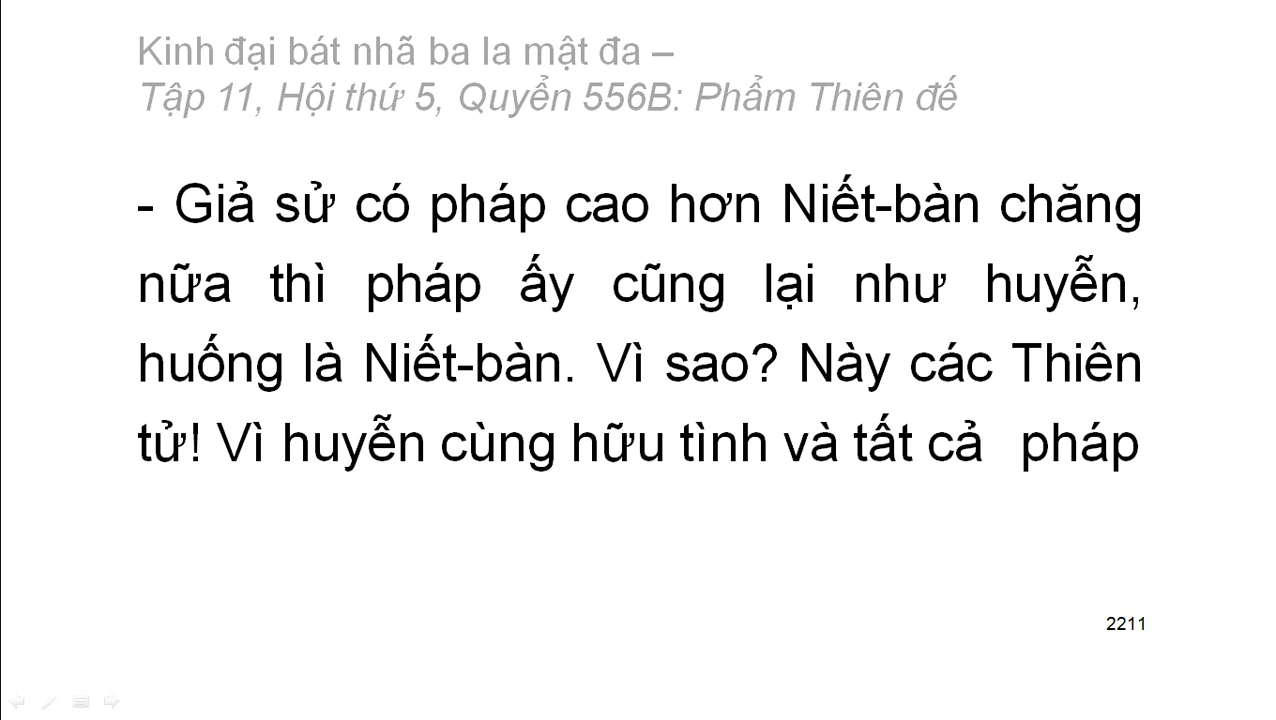 Kinh đại bát nhã ba la mật đa –
Tập 11, Hội thứ 5, Quyển 556B: Phẩm Thiên đế
- Giả sử có pháp cao hơn Niết-bàn chăng
nữa thì pháp ấy cũng lại như huyễn,
huống là Niết-bàn. Vì sao? Này các Thiên
tử! Vì huyễn cùng hữu tình và tất cả pháp
2211